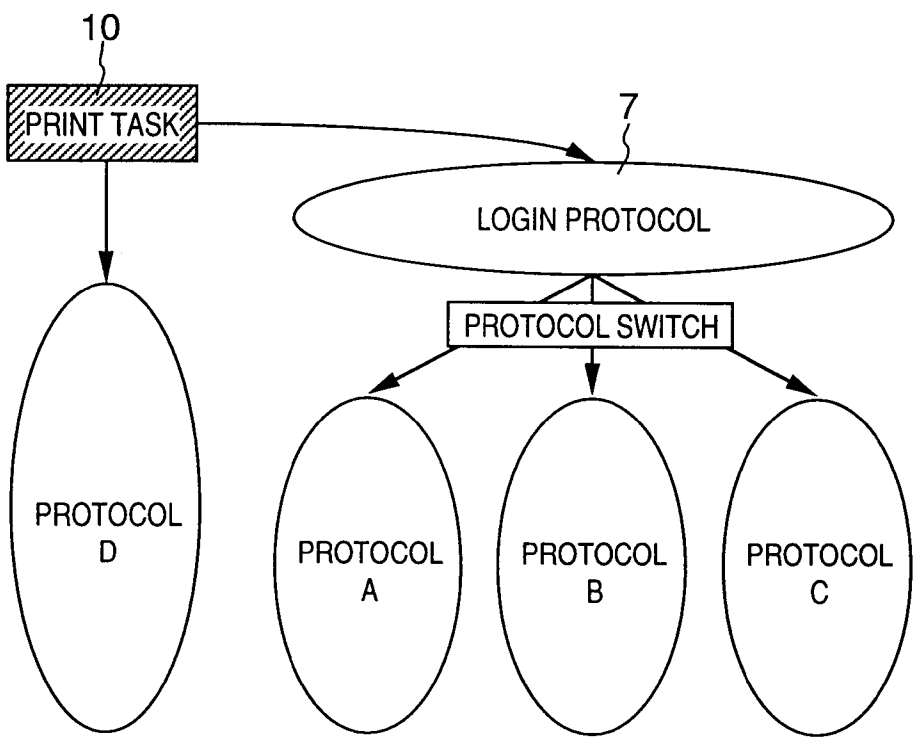 10
PRINT TASK
7
LOGIN PROTOCOL
PROTOCOL SWITCH
PROTOCOL
D
PROTOCOL
A
PROTOCOL
B
PROTOCOL
C